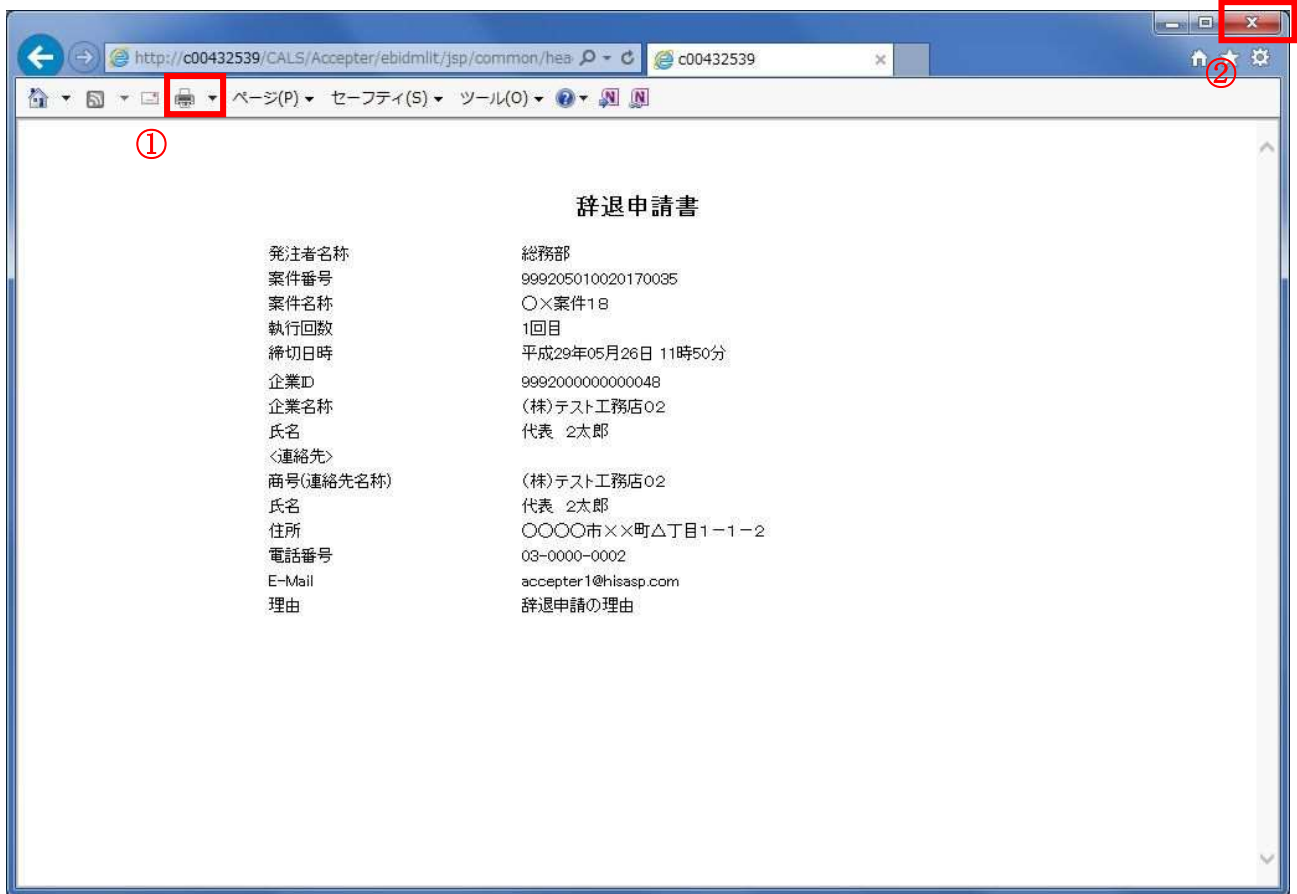 http://c00432539/CALS/Accepter/ebidmlit/jsp/common/hea c00432539
②
ページ(P) セーフティ(S) ツール(O)
①
辞退申請書
発注者名称 総務部
案件番号 999205010020170035
案件名称 〇×案件18
執行回数 1回目
締切日時 平成29年05月26日 11時50分
企業ID 9992000000000048
企業名称 (株)テスト工務店02
氏名 代表 2太郎
<連絡先>
商号(連絡先名称) (株)テスト工務店02
氏名 代表 2太郎
住所 〇〇〇〇市××町△丁目1-1-2
電話番号 03-0000-0002
E-Mail accepter1@hisasp.com
理由 辞退申請の理由